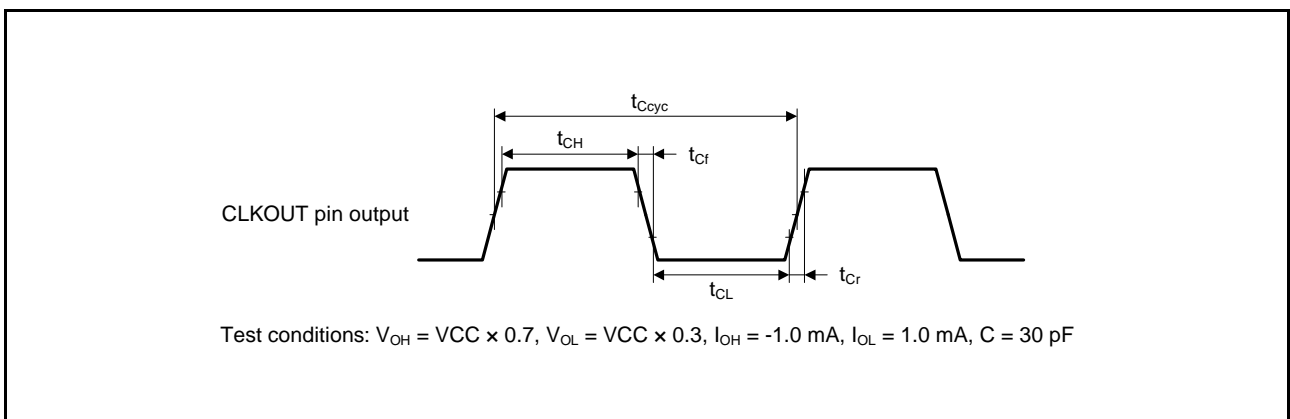 tCcyc
tCH
tCf
CLKOUT pin output
tCr
tCL
Test conditions: VOH = VCC × 0.7, VOL = VCC × 0.3, IOH = -1.0 mA, IOL = 1.0 mA, C = 30 pF